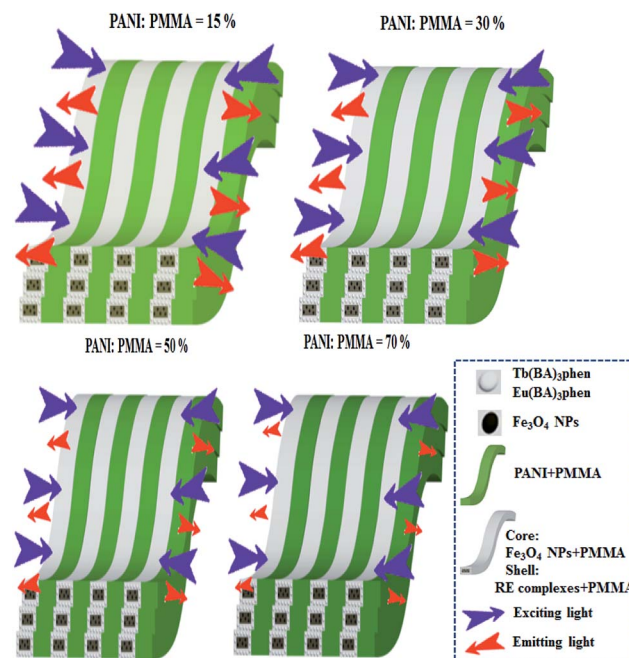 PANI: PMMA = 15 %
PANI: PMMA = 30 %
PANI: PMMA = 50 %
PANI: PMMA = 70 %
Tb(BA)₃phen
Eu(BA)₃phen
Fe₃O₄ NPs
PANI+PMMA
Core:
Fe₃O₄ NPs+PMMA
Shell:
RE complexes+PMMA
Exciting light
Emitting light